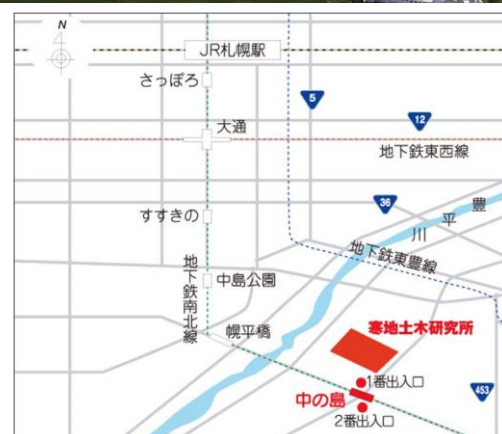 N
JR札幌駅
さっぽろ
5
大通
12
地下鉄東西線
36
豊平川
すすきの
地下鉄東豊線
地下鉄南北線
中島公園
幌平橋
寒地土木研究所
1番出入口
中の島
453
2番出入口